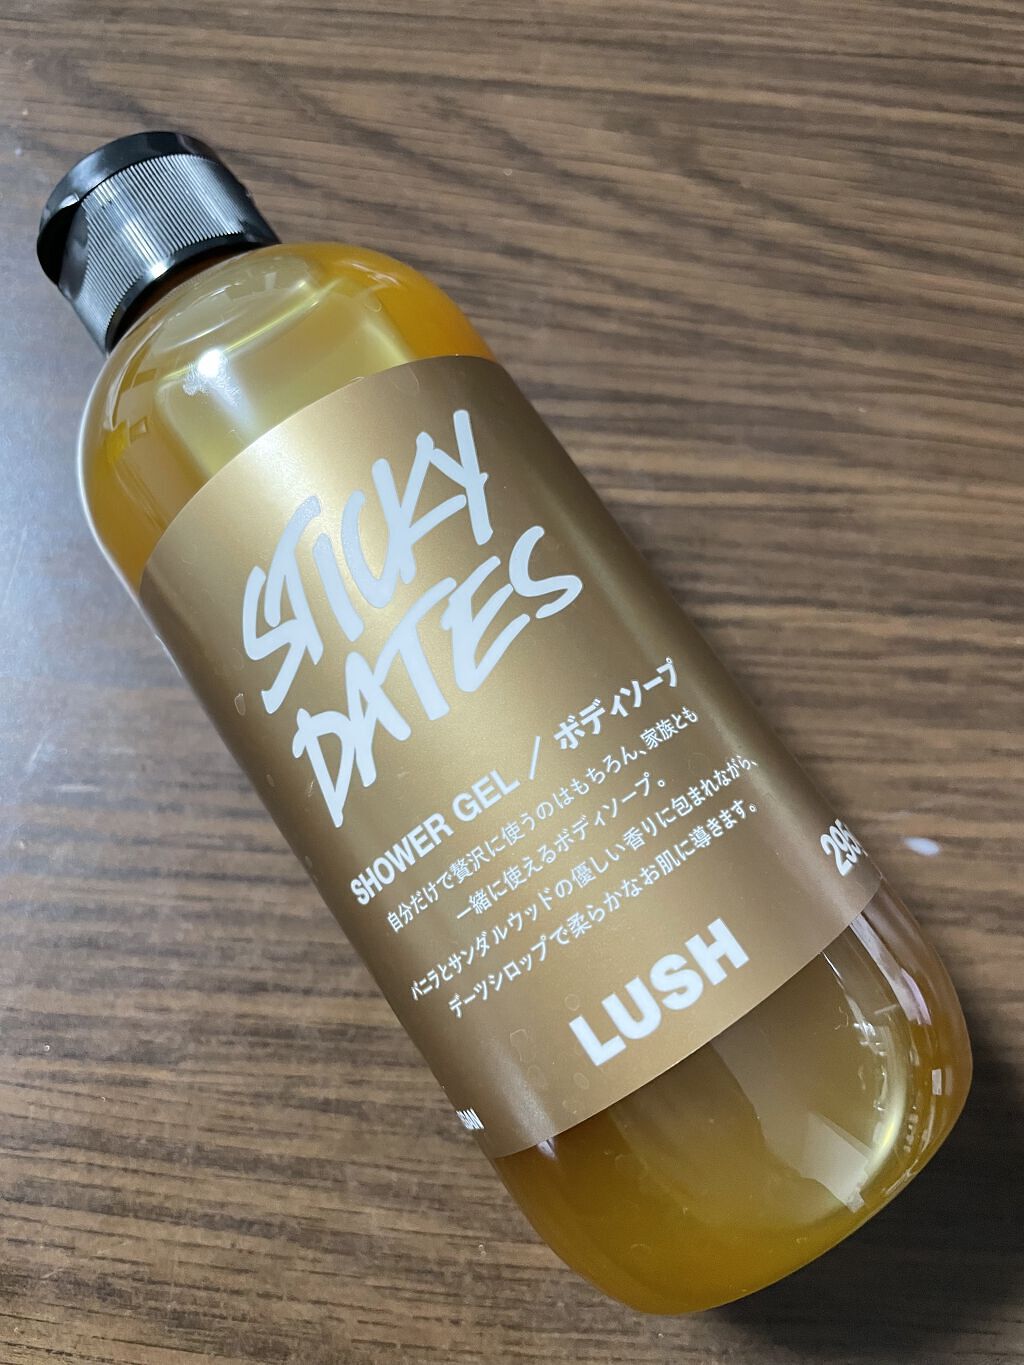 STICKY
DATES
SHOWER GEL / ボディソープ
自分だけで贅沢に使うのはもちろん、家族とも
一緒に使えるボディソープ。
バニラとサンダルウッドの優しい香りに包まれながら、
デーツシロップで柔らかなお肌に導きます。
295
LUSH